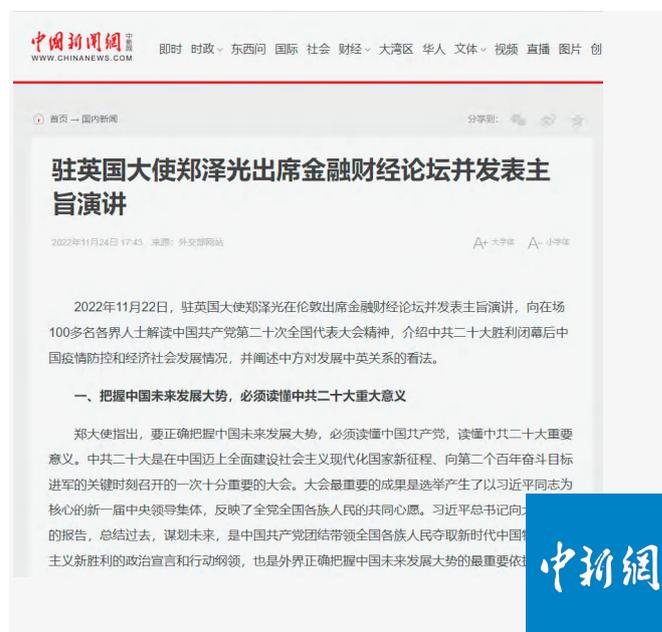 中國新聞網 中新网
WWW.CHINANEWS.COM
即时 时政 东西问 国际 社会 财经 大湾区 华人 文体 视频 直播 图片 创
首页→国内新闻
分享到:
驻英国大使郑泽光出席金融财经论坛并发表主
旨演讲
2022年11月24日 17:43 来源：外交部网站
A+ 大字体 A- 小字体
2022年11月22日，驻英国大使郑泽光在伦敦出席金融财经论坛并发表主旨演讲，向在场
100多名各界人士解读中国共产党第二十次全国代表大会精神，介绍中共二十大胜利闭幕后中
国疫情防控和经济社会发展情况，并阐述中方对发展中英关系的看法。
一、把握中国未来发展大势，必须读懂中共二十大重大意义
郑大使指出，要正确把握中国未来发展大势，必须读懂中国共产党，读懂中共二十大重要
意义。中共二十大是在中国迈上全面建设社会主义现代化国家新征程、向第二个百年奋斗目标
进军的关键时刻召开的一次十分重要的大会。大会最重要的成果是选举产生了以习近平同志为
核心的新一届中央领导集体，反映了全党全国各族人民的共同心愿。习近平总书记向
的报告，总结过去，谋划未来，是中国共产党团结带领全国各族人民夺取新时代中国
主义新胜利的政治宣言和行动纲领，也是外界正确把握中国未来发展大势的最重要依
中新網